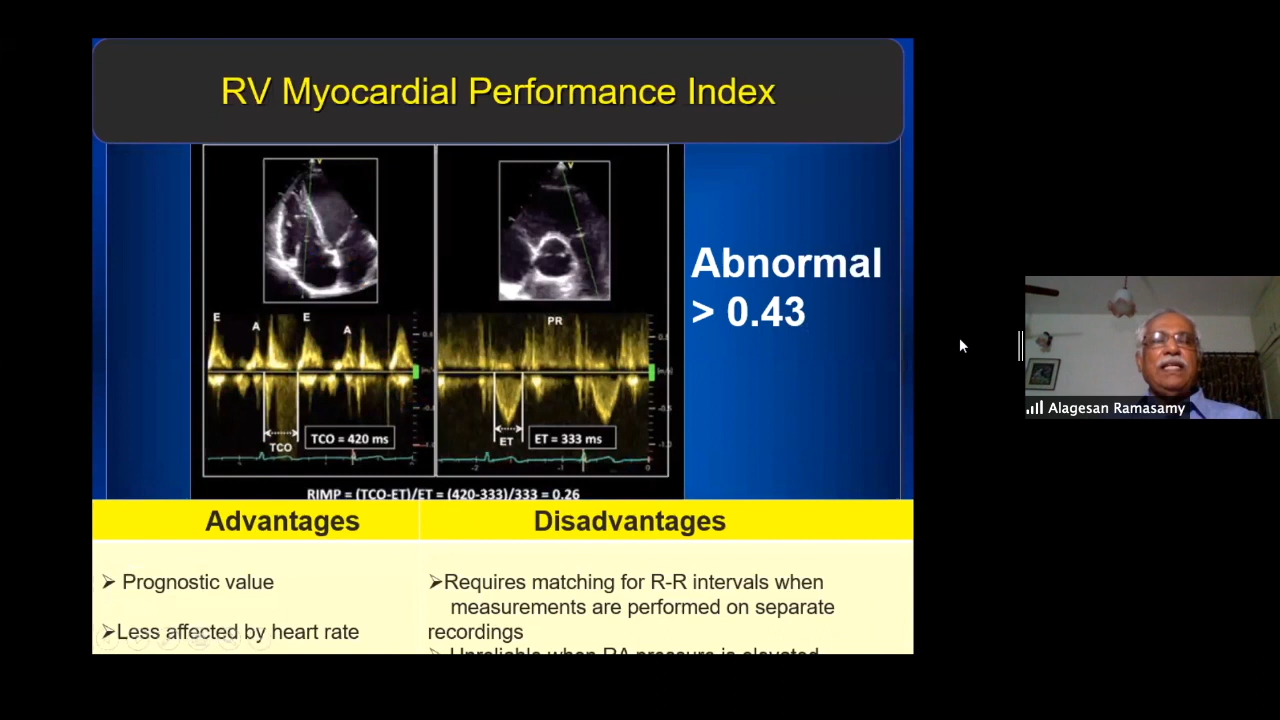 RV Myocardial Performance Index
Abnormal
> 0.43
E
A
E
A
PR
TCO
TCO = 420 ms
ET
ET = 333 ms
RIMP = (TCO-ET)/ET = (420-333)/333 = 0.26
Advantages
Disadvantages
➢ Prognostic value
➢Less affected by heart rate
➢Requires matching for R-R intervals when
measurements are performed on separate
recordings
➢ Unreliable when RA pressure is elevated
Alagesan Ramasamy